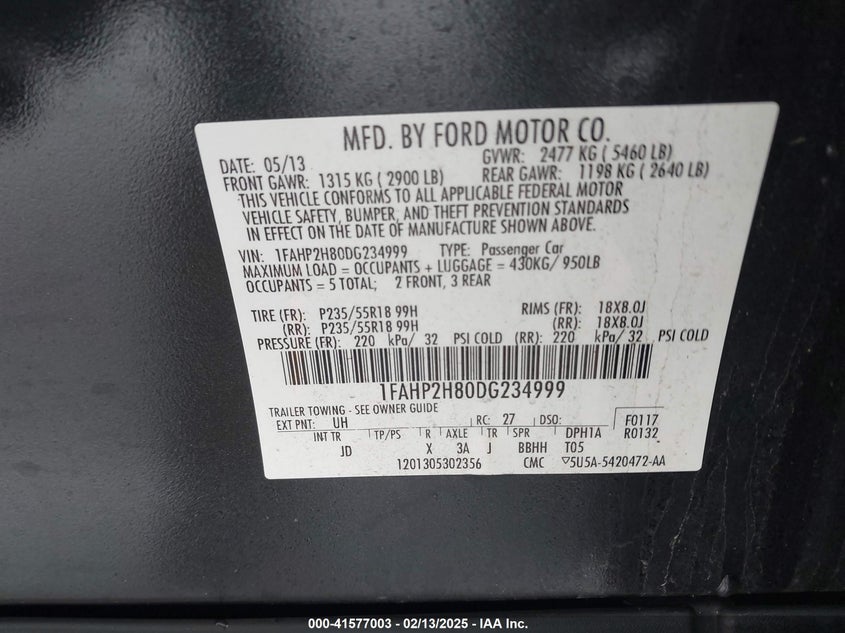 MFD. BY FORD MOTOR CO.
DATE: 05/13 GVWR: 2477 KG ( 5460 LB)
FRONT GAWR: 1315 KG ( 2900 LB) REAR GAWR: 1198 KG ( 2640 LB)
THIS VEHICLE CONFORMS TO ALL APPLICABLE FEDERAL MOTOR
VEHICLE SAFETY, BUMPER, AND THEFT PREVENTION STANDARDS
IN EFFECT ON THE DATE OF MANUFACTURE SHOWN ABOVE.
VIN: 1FAHP2H80DG234999 TYPE: Passenger Car
MAXIMUM LOAD = OCCUPANTS + LUGGAGE = 430KG/ 950LB
OCCUPANTS = 5 TOTAL; 2 FRONT, 3 REAR
TIRE (FR): P235/55R18 99H RIMS (FR): 18X8.0J
(RR): P235/55R18 99H (RR): 18X8.0J
PRESSURE (FR): 220 kPa/ 32 PSI COLD (RR): 220 kPa/ 32 PSI COLD
1FAHP2H80DG234999
TRAILER TOWING - SEE OWNER GUIDE
EXT PNT: UH RC: 27 DSO: F0117
INT TR TP/PS R AXLE TR SPR DPH1A R0132
JD X 3A J BBHH T05
1201305302356 CMC ▽5U5A-5420472-AA
000-41577003 - 02/13/2025 - IAA Inc.